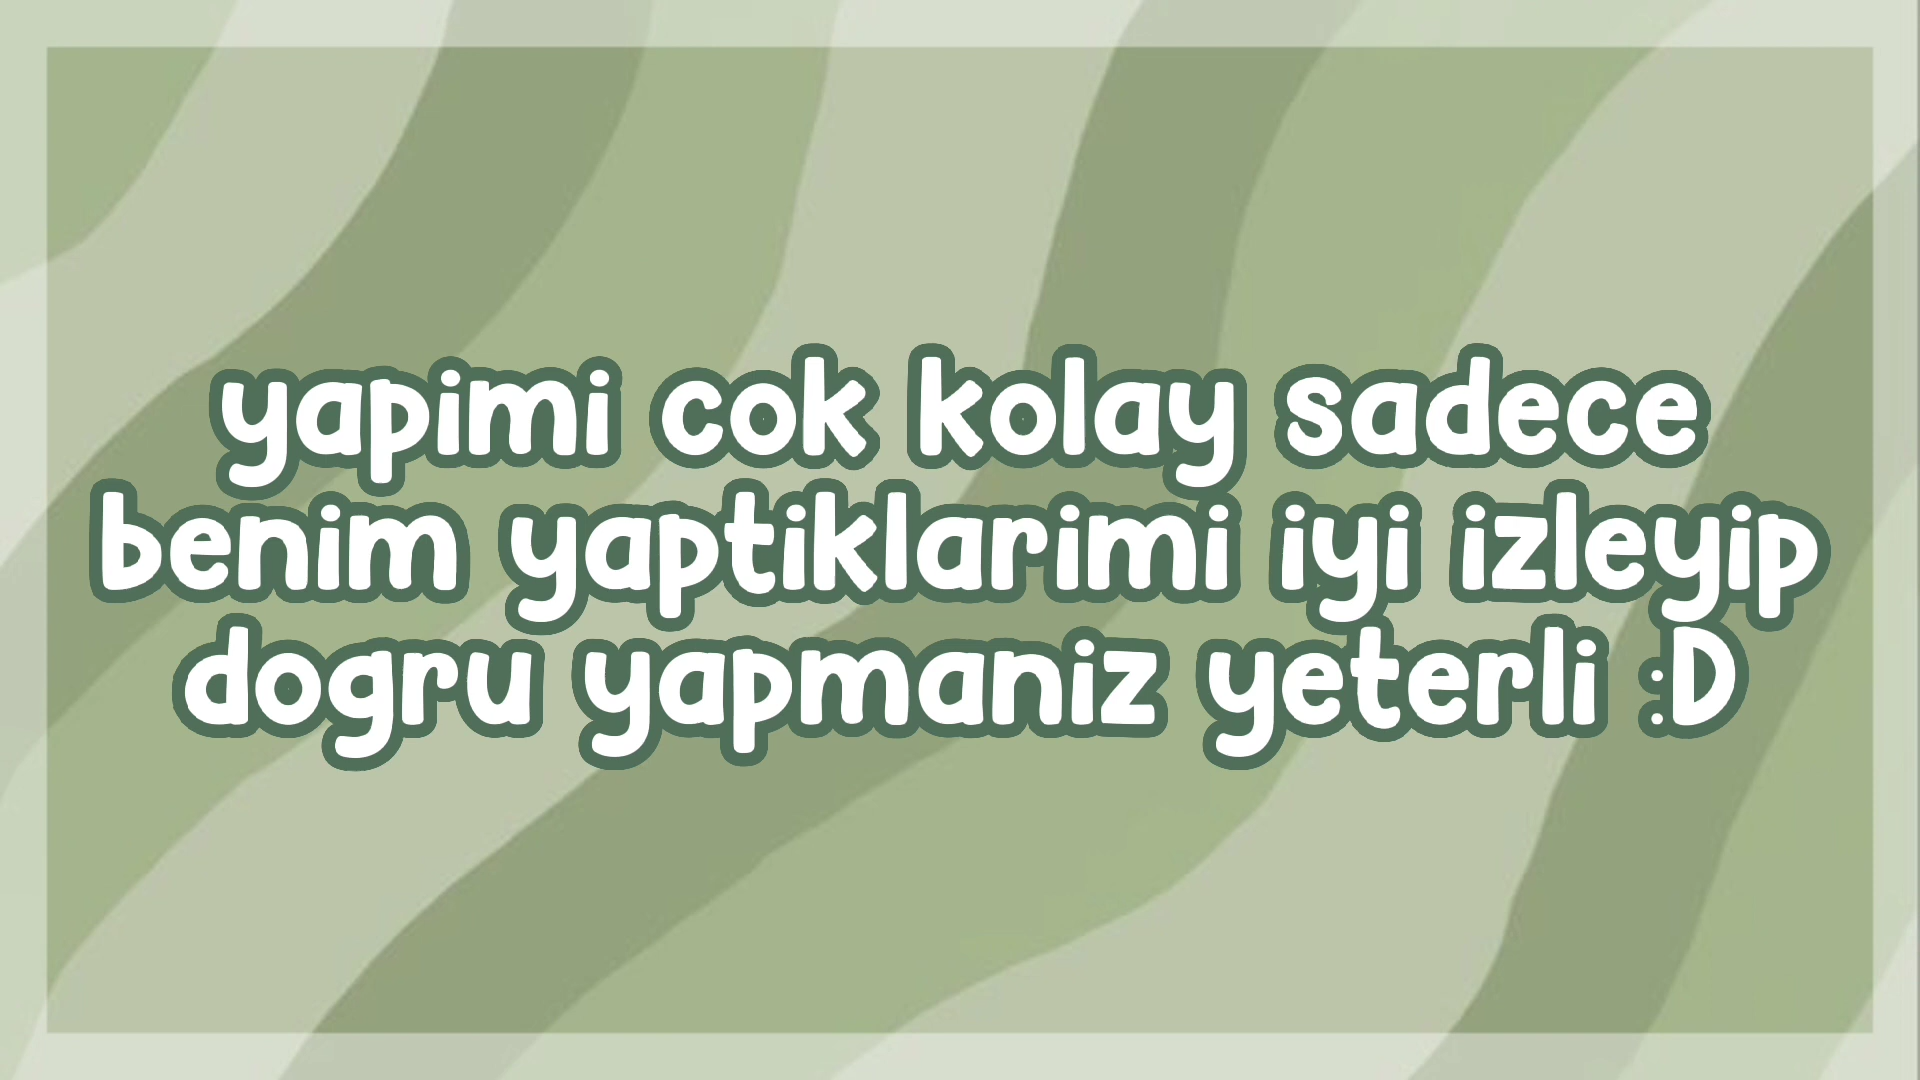 yapimi cok kolay sadece
benim yaptiklarimi iyi izleyip
dogru yapmaniz yeterli :D